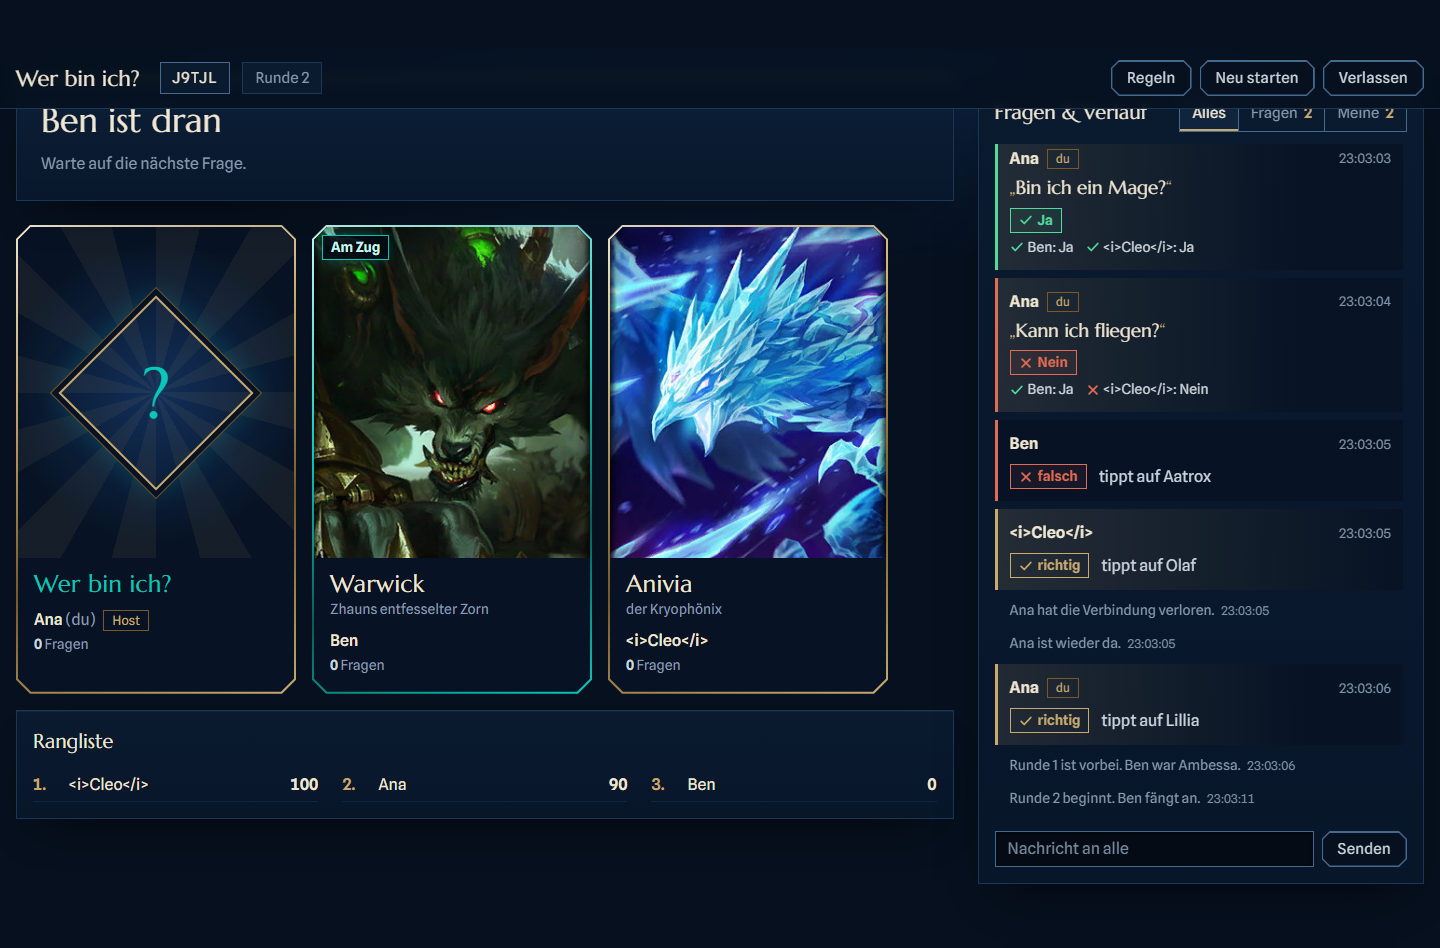 Wer bin ich?
J9TJL
Runde 2
Regeln
Neu starten
Verlassen
Ben ist dran
Warte auf die nächste Frage.
Am Zug
?
Wer bin ich?
Ana (du) Host
0 Fragen
Warwick
Zhauns entfesselter Zorn
Ben
0 Fragen
Anivia
der Kryophönix
<i>Cleo</i>
0 Fragen
Rangliste
1. <i>Cleo</i> 100
2. Ana 90
3. Ben 0
Fragen & Verlauf
Alles
Fragen 2
Meine 2
Ana du 23:03:03
„Bin ich ein Mage?“
Ja
Ben: Ja <i>Cleo</i>: Ja
Ana du 23:03:04
„Kann ich fliegen?“
Nein
Ben: Ja <i>Cleo</i>: Nein
Ben 23:03:05
falsch tippt auf Aatrox
<i>Cleo</i> 23:03:05
richtig tippt auf Olaf
Ana hat die Verbindung verloren. 23:03:05
Ana ist wieder da. 23:03:05
Ana du 23:03:06
richtig tippt auf Lillia
Runde 1 ist vorbei. Ben war Ambessa. 23:03:06
Runde 2 beginnt. Ben fängt an. 23:03:11
Nachricht an alle
Senden